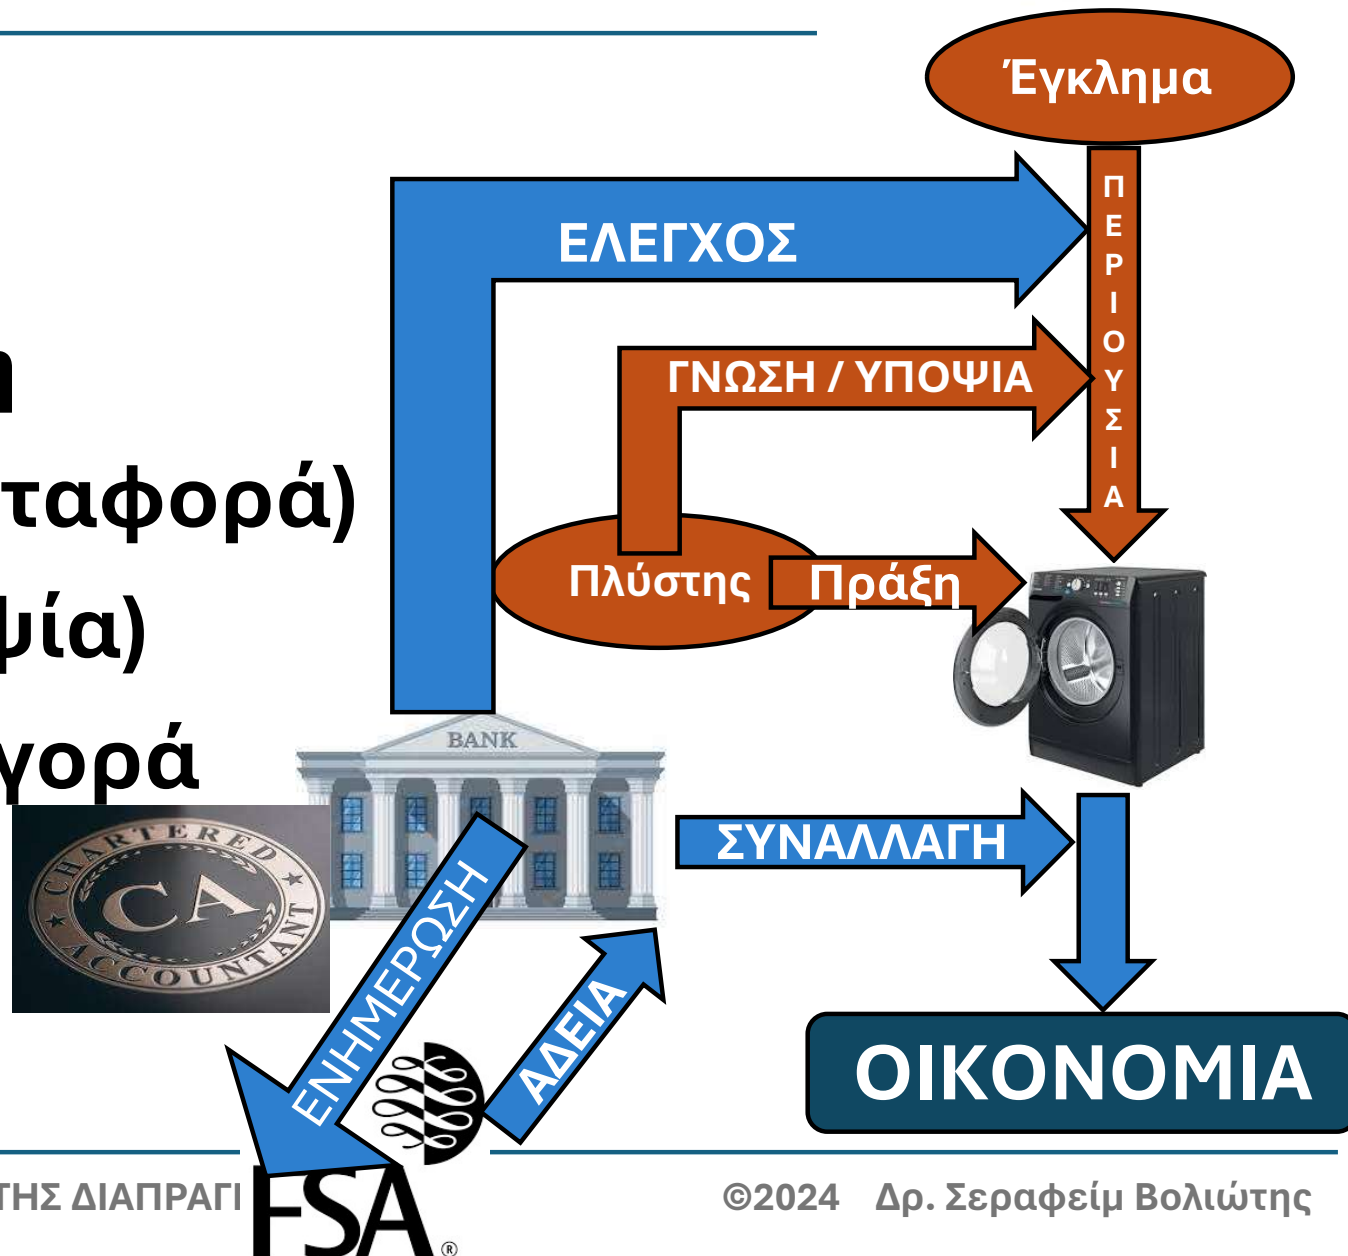 Έγκλημα
ΠΕΡΙΟΥΣΙΑ
ΕΛΕΓΧΟΣ
ΓΝΩΣΗ / ΥΠΟΨΙΑ
ταφορά)
Πλύστης
Πράξη
ψία)
γορά
BANK
CHARTERED
CA
ACCOUNTANT
ΣΥΝΑΛΛΑΓΗ
ΕΝΗΜΕΡΩΣΗ
ΑΔΕΙΑ
ΟΙΚΟΝΟΜΙΑ
FSA®
ΤΗΣ ΔΙΑΠΡΑΓ
©2024 Δρ. Σεραφείμ Βολιώτης